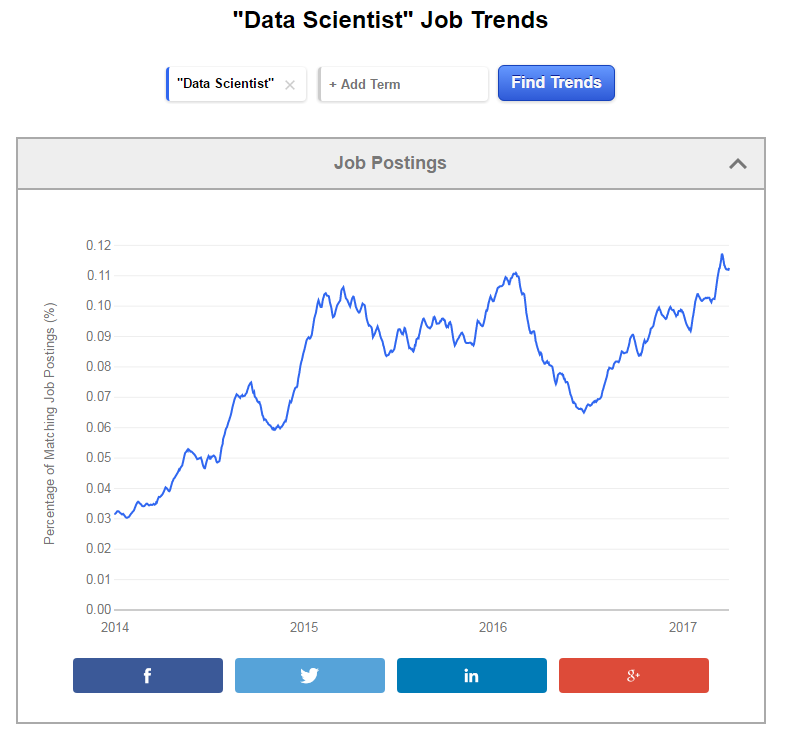 "Data Scientist" Job Trends
"Data Scientist" × + Add Term Find Trends
Job Postings
Percentage of Matching Job Postings (%)
0.12
0.11
0.10
0.09
0.08
0.07
0.06
0.05
0.04
0.03
0.02
0.01
0.00
2014 2015 2016 2017
f in g+